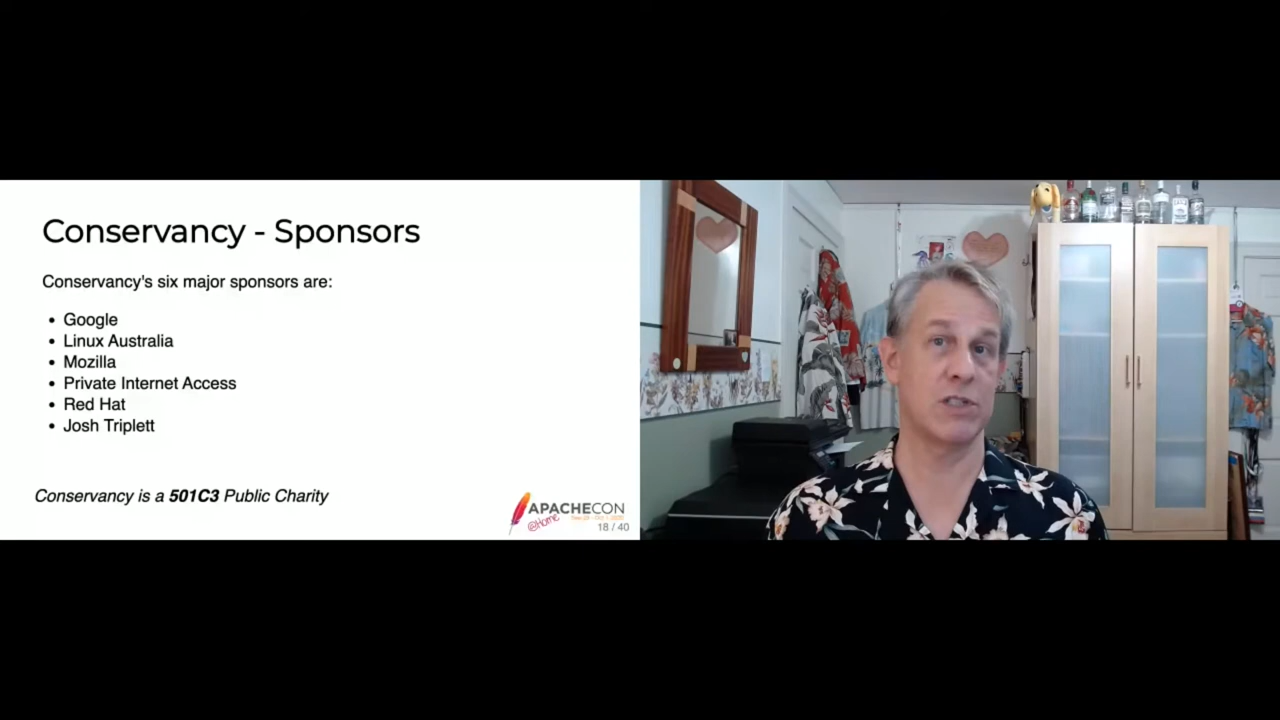 Conservancy - Sponsors
Conservancy's six major sponsors are:
Google
Linux Australia
Mozilla
Private Internet Access
Red Hat
Josh Triplett
Conservancy is a 501C3 Public Charity
APACHECON
@Home
18 / 40